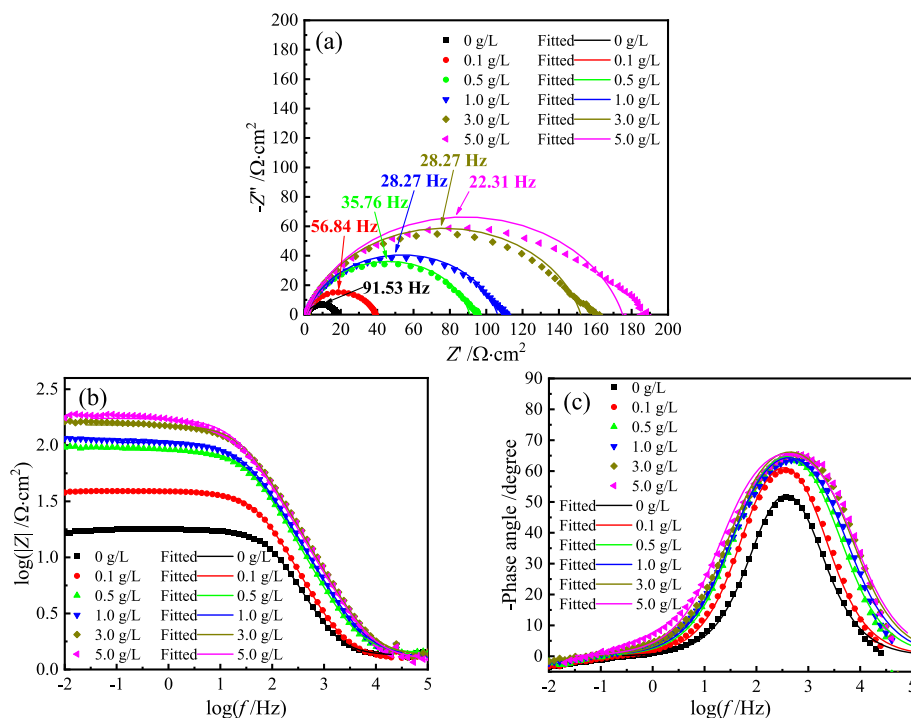 (a)
0 g/L Fitted 0 g/L
0.1 g/L Fitted 0.1 g/L
0.5 g/L Fitted 0.5 g/L
1.0 g/L Fitted 1.0 g/L
3.0 g/L Fitted 3.0 g/L
5.0 g/L Fitted 5.0 g/L
28.27 Hz
28.27 Hz 22.31 Hz
35.76 Hz
56.84 Hz
91.53 Hz
200
180
160
140
120
100
80
60
40
20
0
-Z'' /Ω·cm²
0 20 40 60 80 100 120 140 160 180 200
Z' /Ω·cm²
(b)
2.5
2.0
1.5
1.0
0.5
0.0
log(|Z| /Ω·cm²)
0 g/L Fitted 0 g/L
0.1 g/L Fitted 0.1 g/L
0.5 g/L Fitted 0.5 g/L
1.0 g/L Fitted 1.0 g/L
3.0 g/L Fitted 3.0 g/L
5.0 g/L Fitted 5.0 g/L
-2 -1 0 1 2 3 4 5
log(f /Hz)
(c)
90
80
70
60
50
40
30
20
10
0
-Phase angle /degree
0 g/L
0.1 g/L
0.5 g/L
1.0 g/L
3.0 g/L
5.0 g/L
Fitted 0 g/L
Fitted 0.1 g/L
Fitted 0.5 g/L
Fitted 1.0 g/L
Fitted 3.0 g/L
Fitted 5.0 g/L
-2 -1 0 1 2 3 4 5
log(f /Hz)